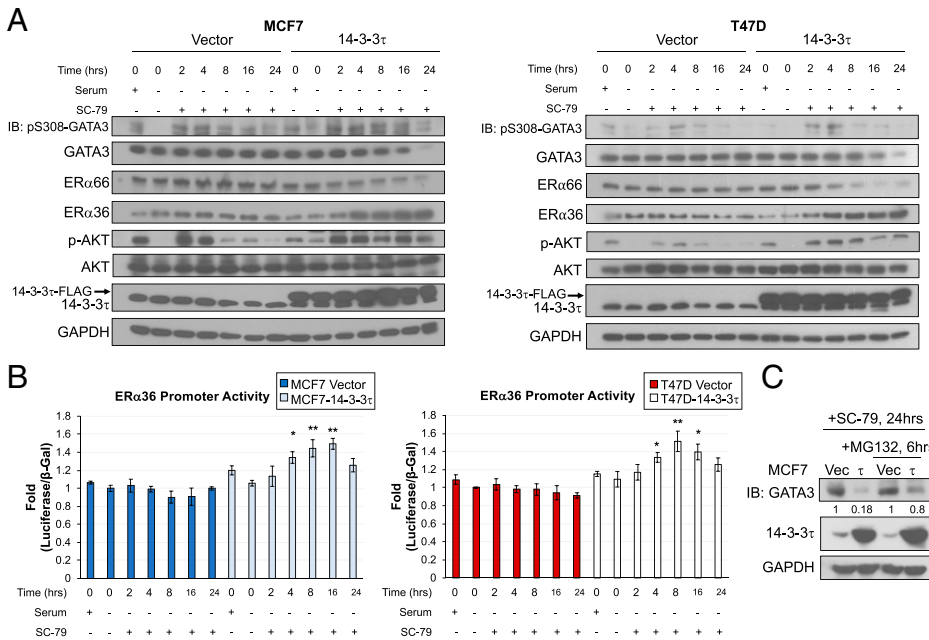 A
MCF7
Vector 14-3-3τ
Time (hrs) 0 0 2 4 8 16 24 0 0 2 4 8 16 24
Serum + - - - - - - + - - - - - -
SC-79 - - + + + + + - - + + + + +
IB: pS308-GATA3
GATA3
ERα66
ERα36
p-AKT
AKT
14-3-3τ-FLAG
14-3-3τ
GAPDH
T47D
Vector 14-3-3τ
Time (hrs) 0 0 2 4 8 16 24 0 0 2 4 8 16 24
Serum + - - - - - - + - - - - - -
SC-79 - - + + + + + - - + + + + +
IB: pS308-GATA3
GATA3
ERα66
ERα36
p-AKT
AKT
14-3-3τ-FLAG
14-3-3τ
GAPDH
B
ERα36 Promoter Activity
MCF7 Vector
MCF7-14-3-3τ
Fold
(Luciferase/β-Gal)
1.8
1.6
1.4
1.2
1.0
0.8
0.6
0.4
0.2
0
* ** **
Time (hrs) 0 0 2 4 8 16 24 0 0 2 4 8 16 24
Serum + - - - - - - + - - - - - -
SC-79 - - + + + + + - - + + + + +
ERα36 Promoter Activity
T47D Vector
T47D-14-3-3τ
Fold
(Luciferase/β-Gal)
1.8
1.6
1.4
1.2
1.0
0.8
0.6
0.4
0.2
0
* ** *
Time (hrs) 0 0 2 4 8 16 24 0 0 2 4 8 16 24
Serum + - - - - - - + - - - - - -
SC-79 - - + + + + + - - + + + + +
C
+SC-79, 24hrs
+MG132, 6hrs
MCF7 Vec τ Vec τ
IB: GATA3
1 0.18 1 0.8
14-3-3τ
GAPDH